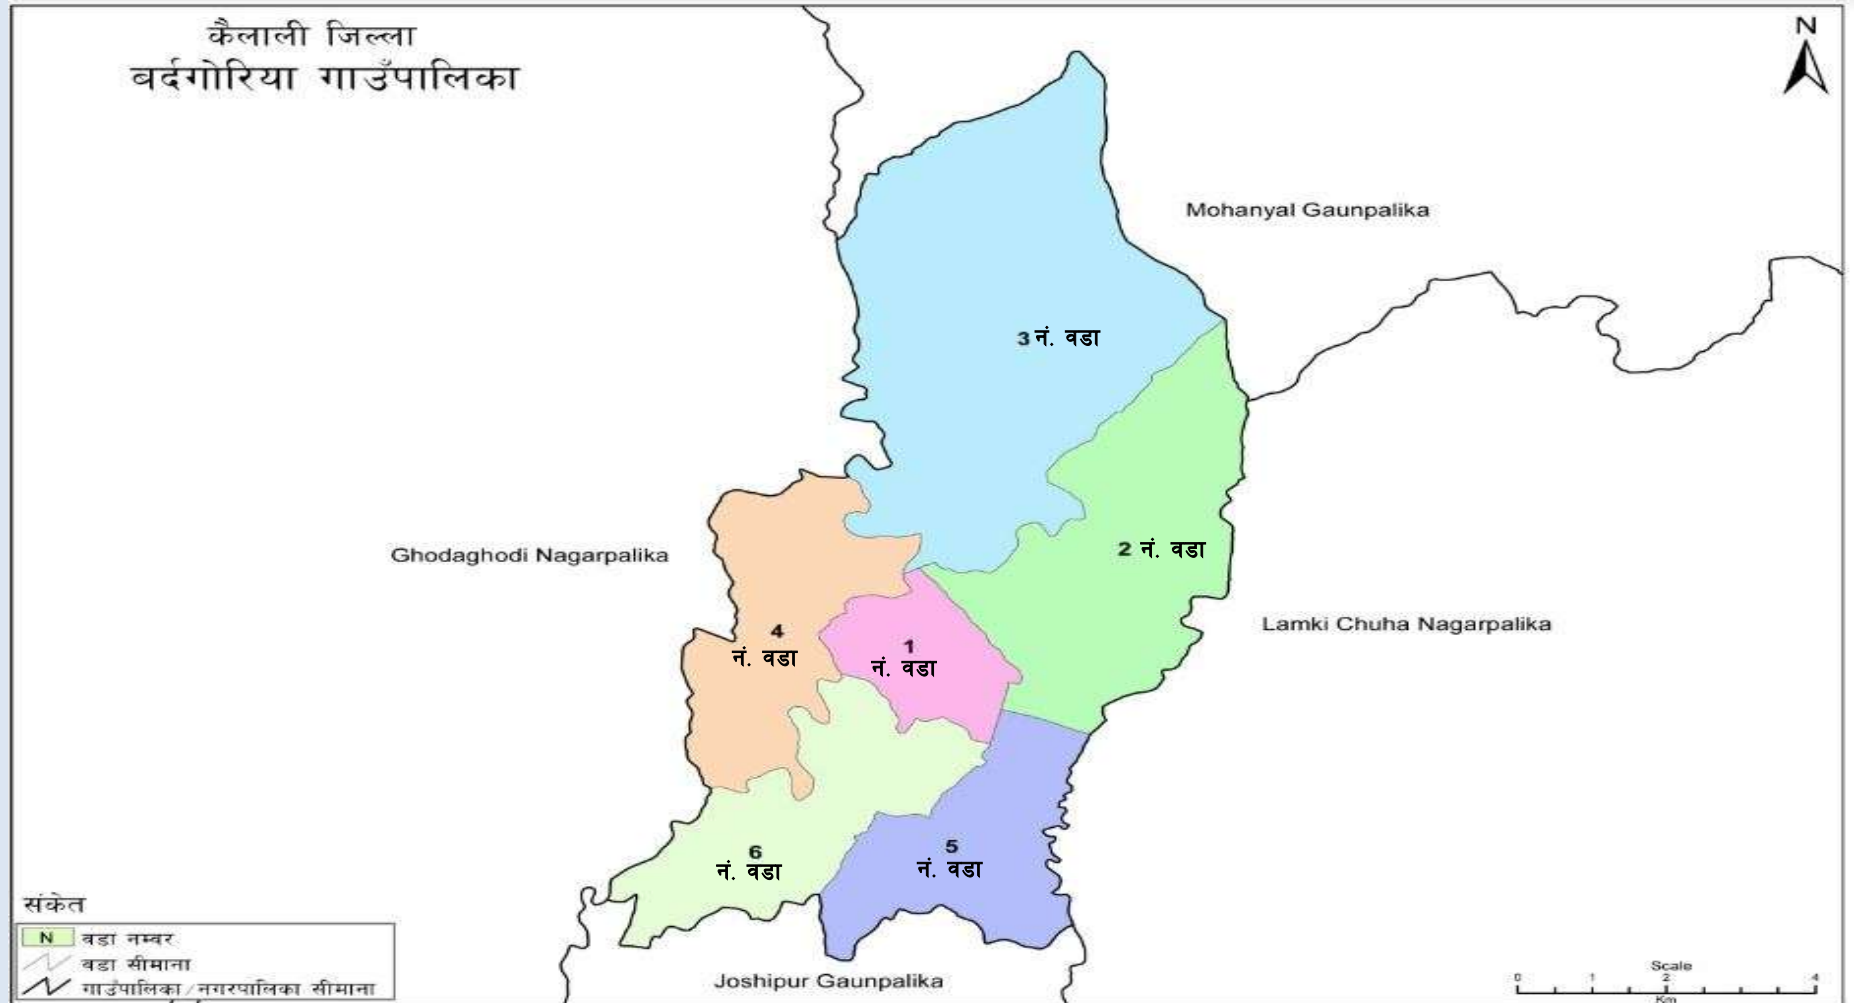 कैलाली जिल्ला
बर्दगोरिया गाउँपालिका
N
Mohanyal Gaunpalika
3 नं. वडा
2 नं. वडा
Ghodaghodi Nagarpalika
Lamki Chuha Nagarpalika
4
नं. वडा
1
नं. वडा
6
नं. वडा
5
नं. वडा
Joshipur Gaunpalika
संकेत
N वडा नम्बर
वडा सीमाना
गाउँपालिका/नगरपालिका सीमाना
Scale
0 1 2 4
Km